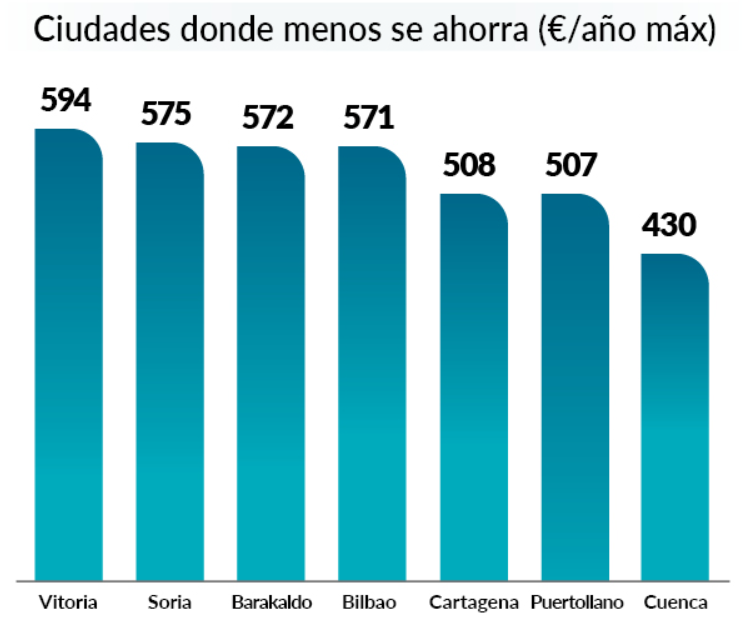 Ciudades donde menos se ahorra (€/año máx)
594
575
572
571
508
507
430
Vitoria
Soria
Barakaldo
Bilbao
Cartagena
Puertollano
Cuenca